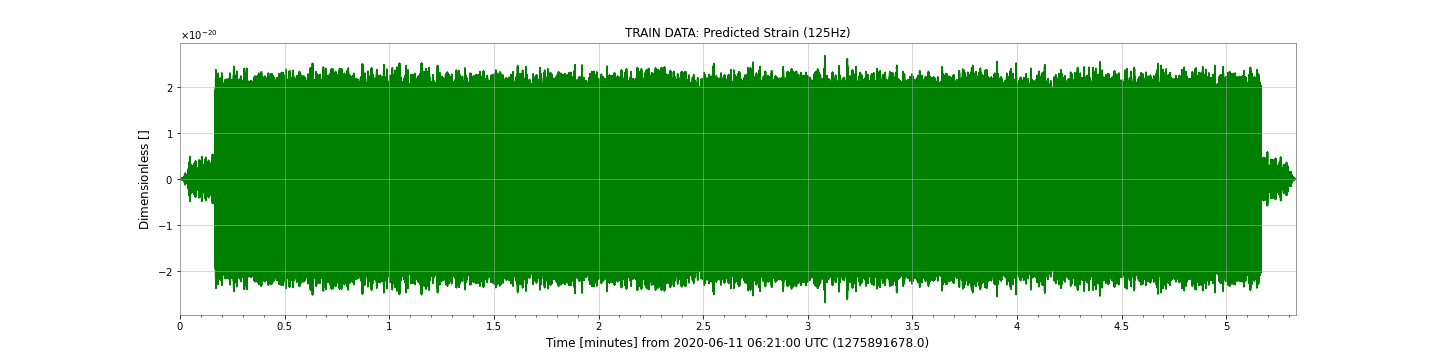 TRAIN DATA: Predicted Strain (125Hz)
×10⁻²⁰
2
1
0
−1
−2
Dimensionless []
0 0.5 1 1.5 2 2.5 3 3.5 4 4.5 5
Time [minutes] from 2020-06-11 06:21:00 UTC (1275891678.0)